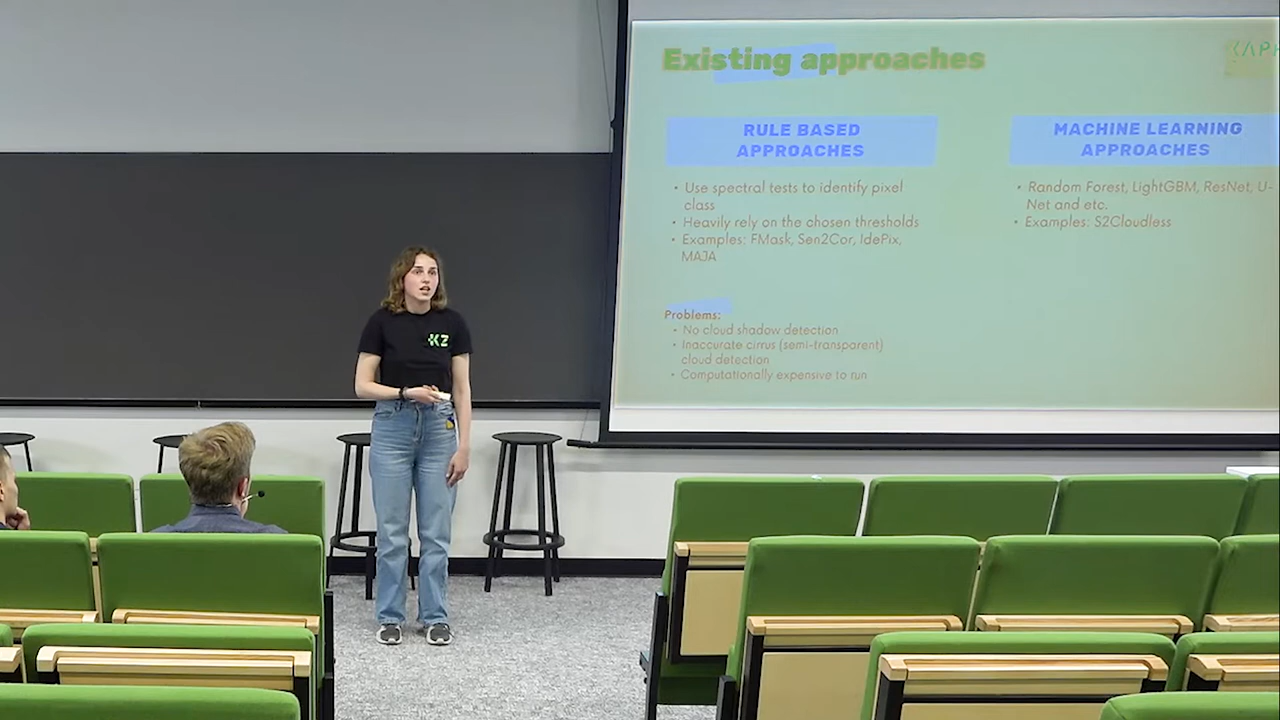 Existing approaches
RULE BASED
APPROACHES
• Use spectral tests to identify pixel
class
• Heavily rely on the chosen thresholds
• Examples: FMask, Sen2Cor, IdePix,
MAJA
Problems:
• No cloud shadow detection
• Inaccurate cirrus (semi-transparent)
cloud detection
• Computationally expensive to run
MACHINE LEARNING
APPROACHES
• Random Forest, LightGBM, ResNet, U-
Net and etc.
• Examples: S2Cloudless
KZ